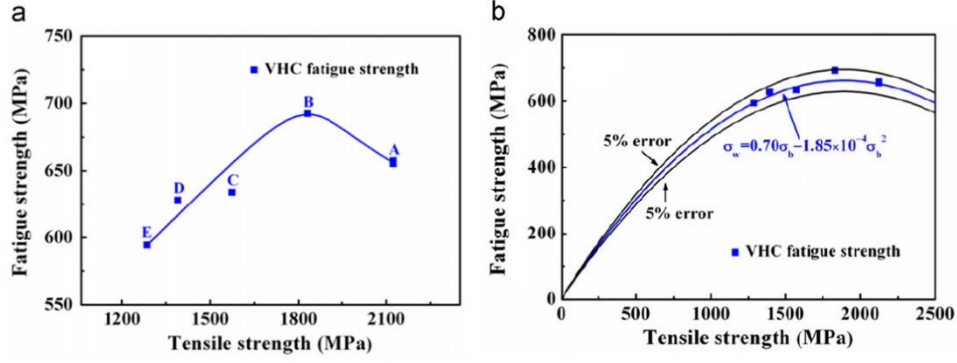 a
750
700
650
600
550
Fatigue strength (MPa)
VHC fatigue strength
A
B
C
D
E
1200
1500
1800
2100
Tensile strength (MPa)
b
800
600
400
200
0
Fatigue strength (MPa)
5% error
5% error
σw=0.70σb−1.85×10⁻⁴σb²
VHC fatigue strength
0
500
1000
1500
2000
2500
Tensile strength (MPa)